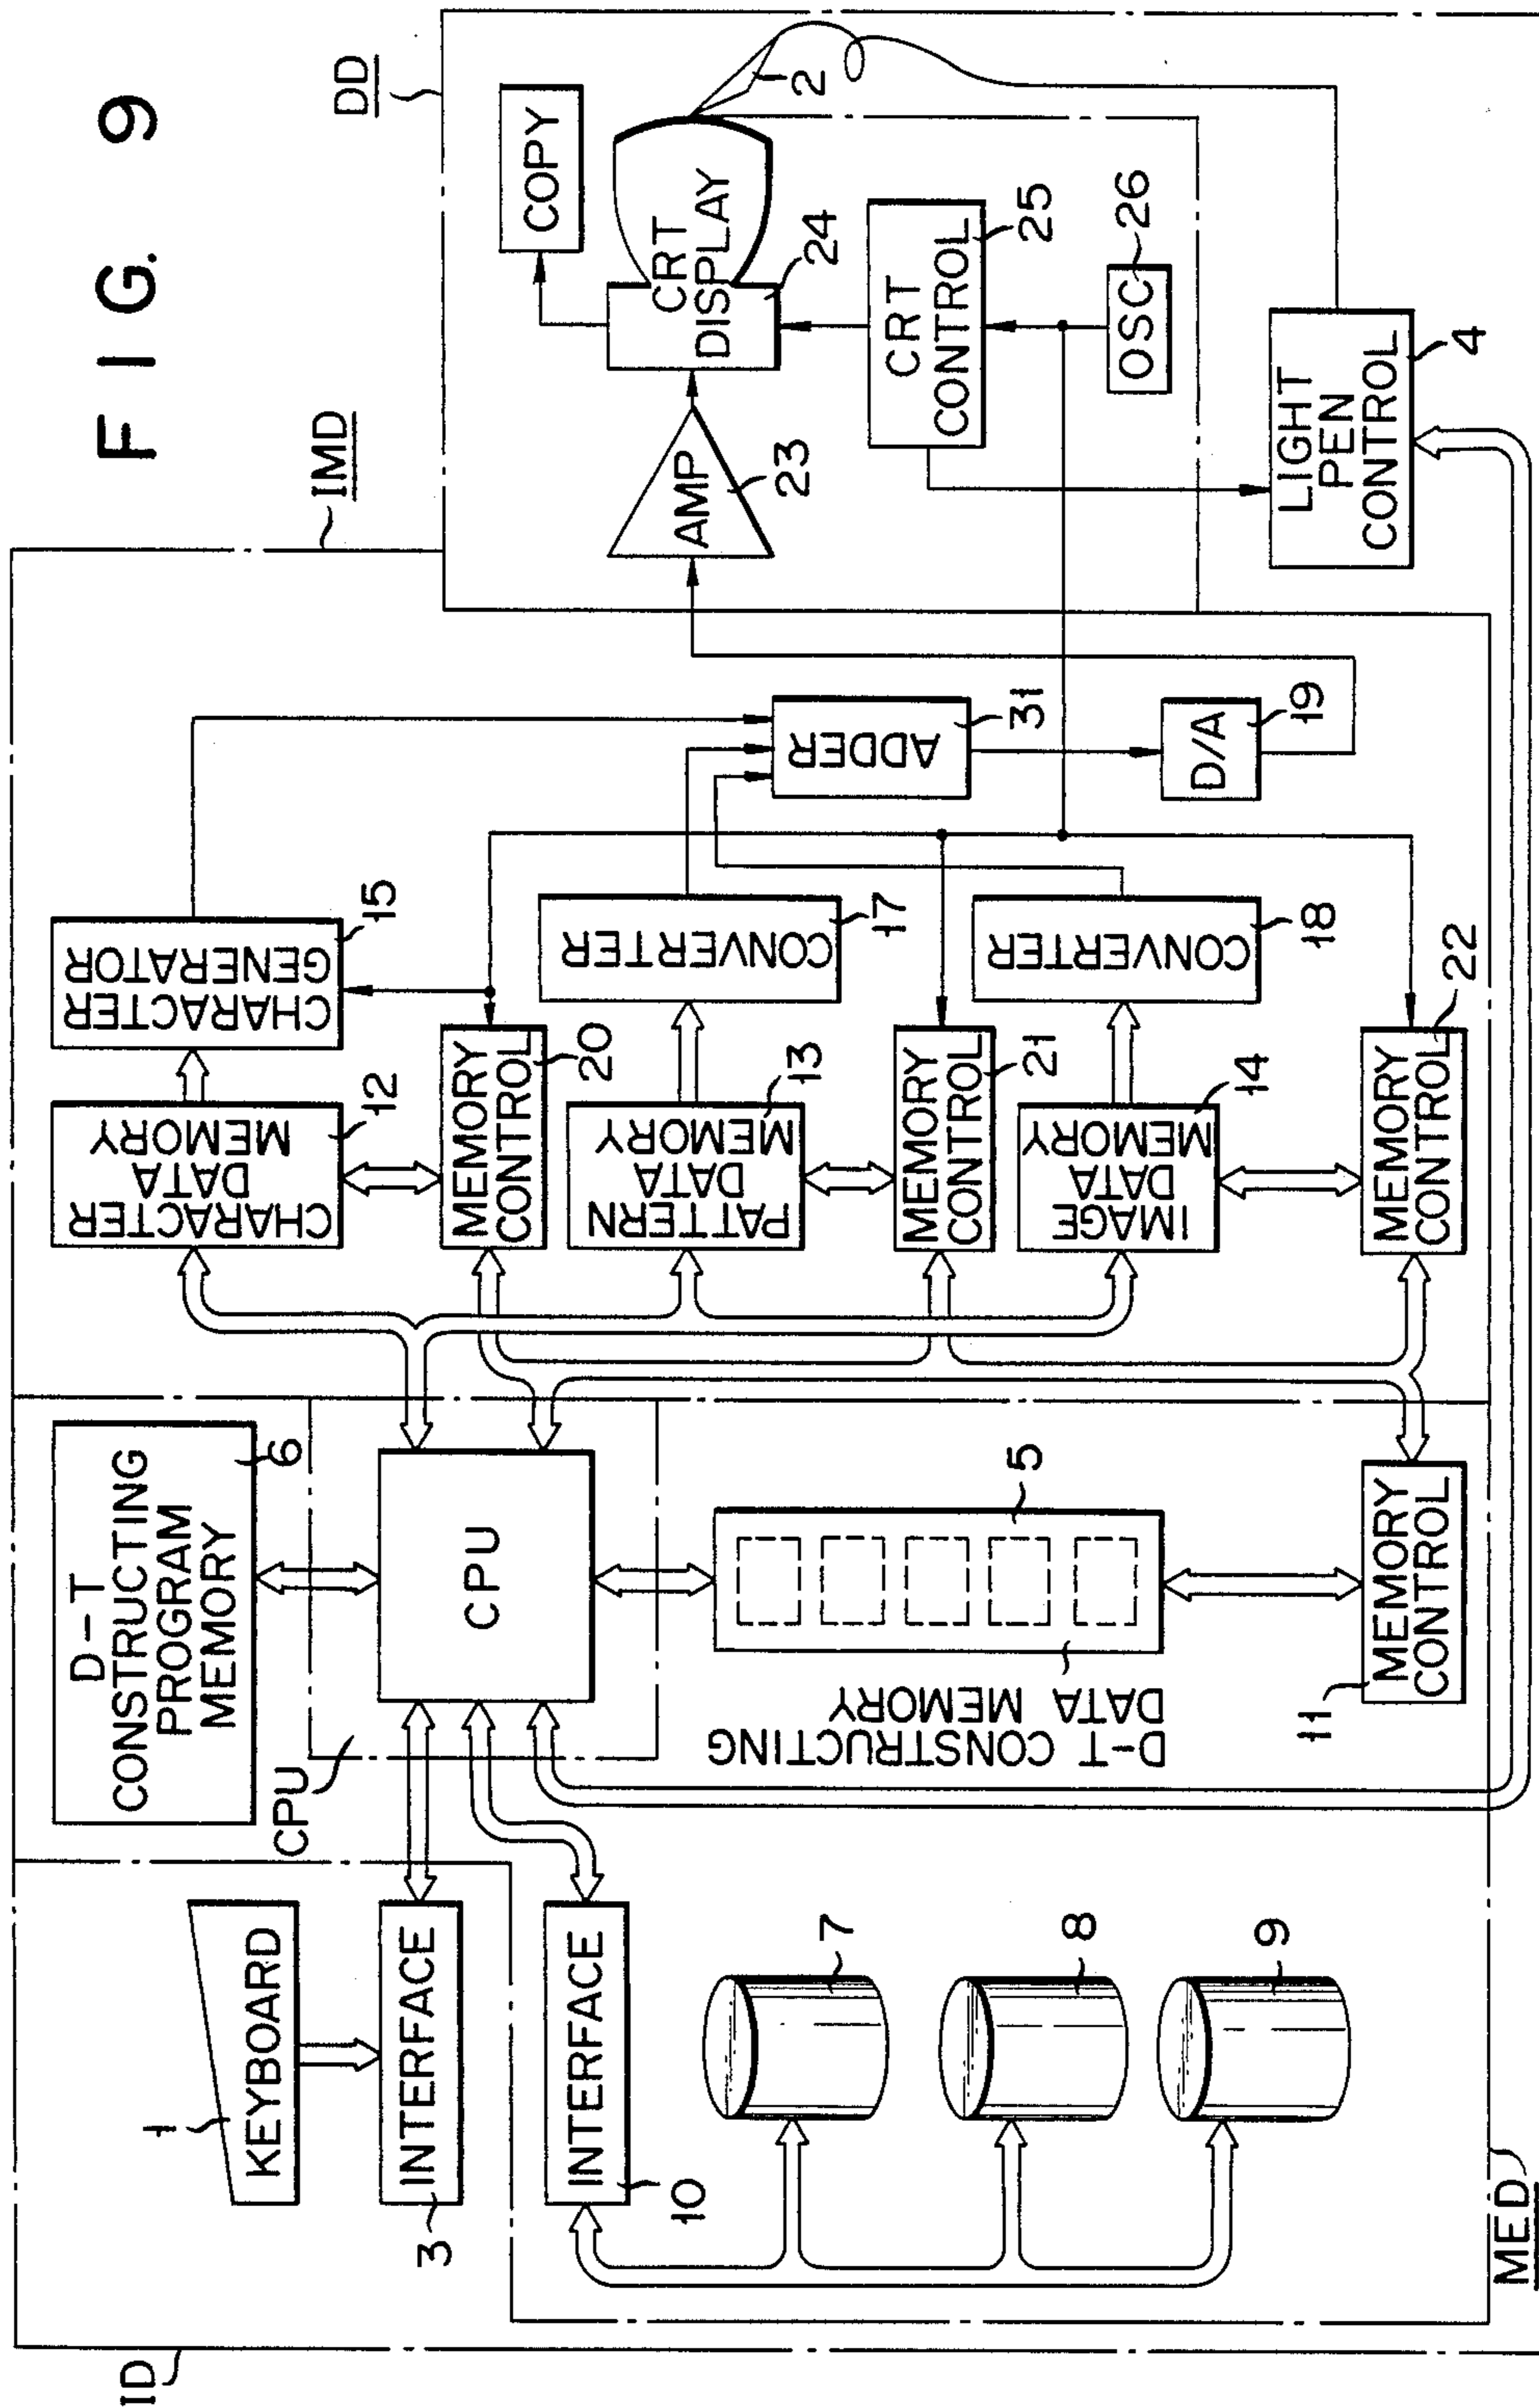 FIG. 9
ID
IMD
DD
MED
1
KEYBOARD
3
INTERFACE
10
INTERFACE
7
8
9
CPU
D-T
CONSTRUCTING
PROGRAM
MEMORY
6
CPU
5
D-T CONSTRUCTING
DATA MEMORY
11
MEMORY
CONTROL
CHARACTER
DATA
MEMORY
12
CHARACTER
GENERATOR
15
MEMORY
CONTROL
20
PATTERN
DATA
MEMORY
13
CONVERTER
17
MEMORY
CONTROL
21
IMAGE
DATA
MEMORY
14
CONVERTER
18
MEMORY
CONTROL
22
ADDER
31
D/A
19
AMP
23
COPY
CRT
DISPLAY
24
2
CRT
CONTROL
25
OSC
26
LIGHT
PEN
CONTROL
4